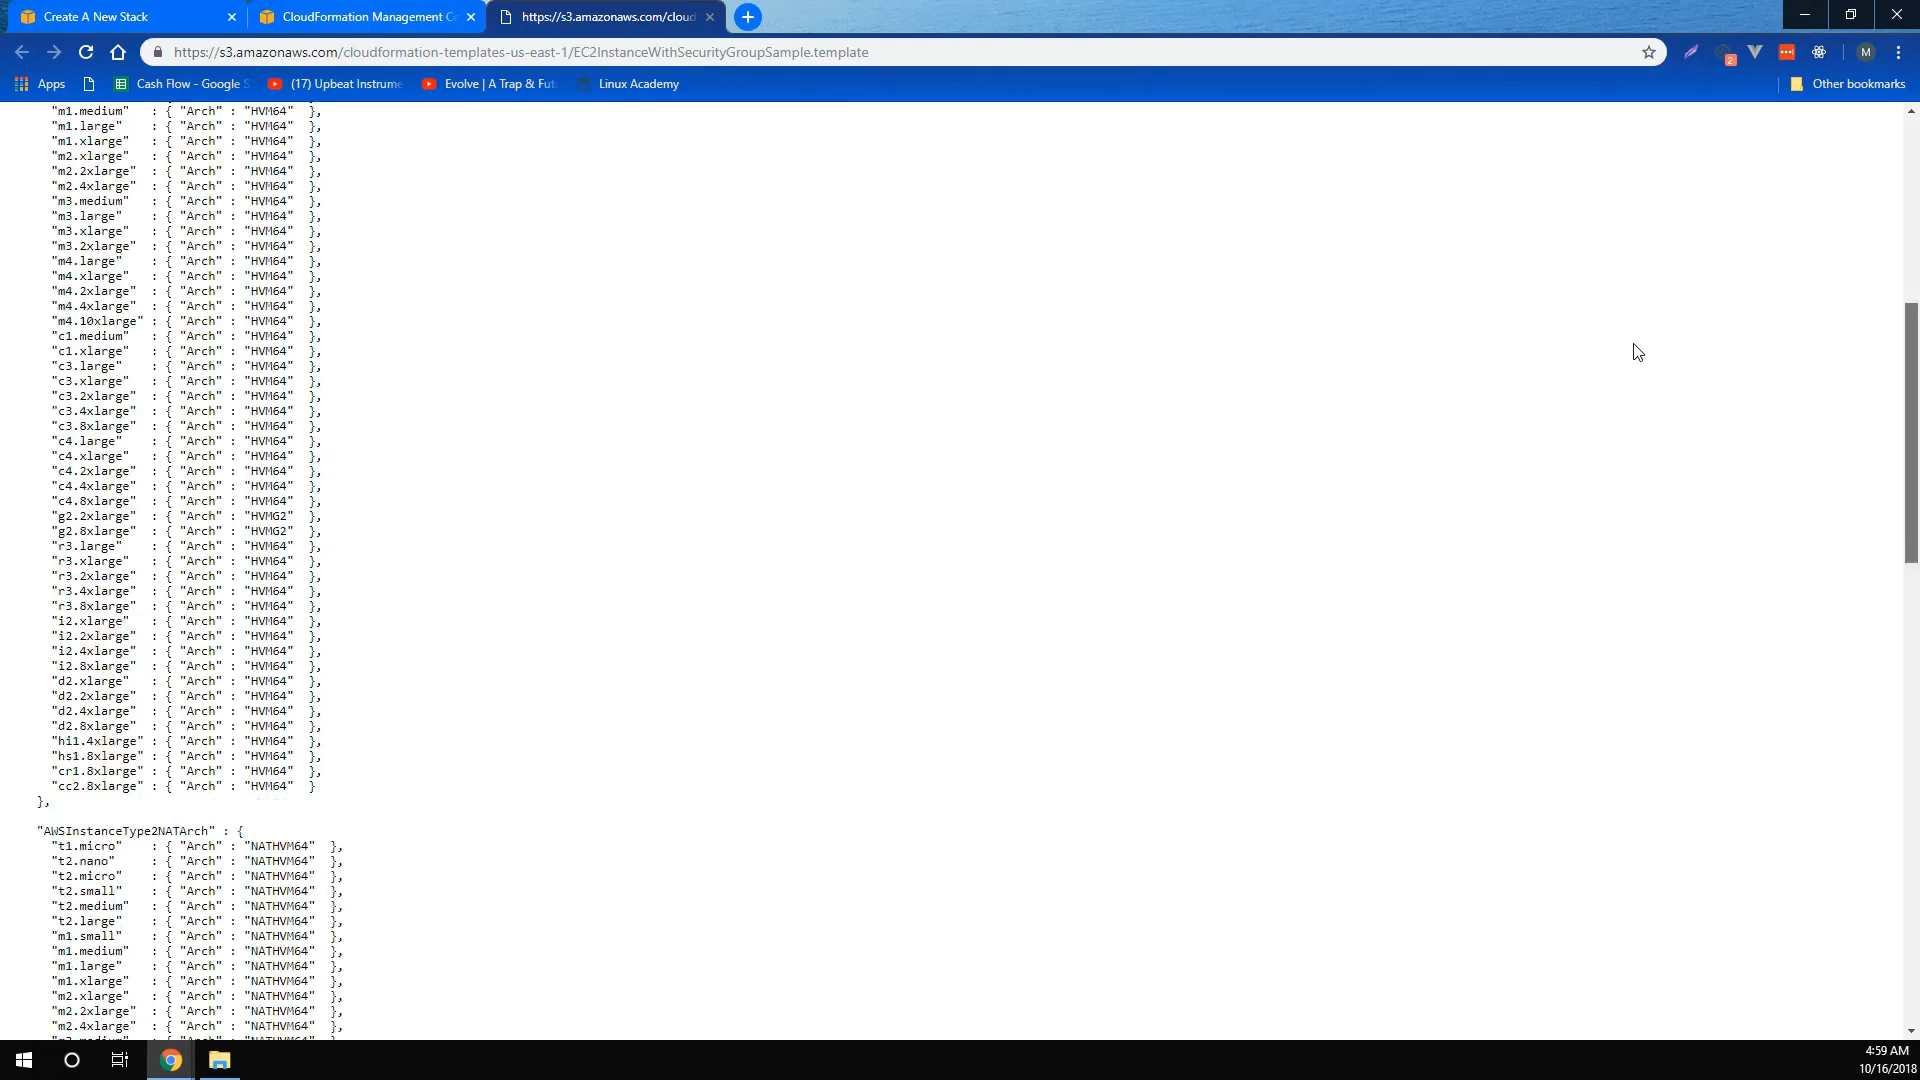 Create A New Stack
CloudFormation Management Co
https://s3.amazonaws.com/cloud
https://s3.amazonaws.com/cloudformation-templates-us-east-1/EC2InstanceWithSecurityGroupSample.template
2
M
Apps
Cash Flow - Google S
(17) Upbeat Instrume
Evolve | A Trap & Futu
Linux Academy
Other bookmarks
"m1.medium"   : { "Arch" : "HVM64"  },
"m1.large"    : { "Arch" : "HVM64"  },
"m1.xlarge"   : { "Arch" : "HVM64"  },
"m2.xlarge"   : { "Arch" : "HVM64"  },
"m2.2xlarge"  : { "Arch" : "HVM64"  },
"m2.4xlarge"  : { "Arch" : "HVM64"  },
"m3.medium"   : { "Arch" : "HVM64"  },
"m3.large"    : { "Arch" : "HVM64"  },
"m3.xlarge"   : { "Arch" : "HVM64"  },
"m3.2xlarge"  : { "Arch" : "HVM64"  },
"m4.large"    : { "Arch" : "HVM64"  },
"m4.xlarge"   : { "Arch" : "HVM64"  },
"m4.2xlarge"  : { "Arch" : "HVM64"  },
"m4.4xlarge"  : { "Arch" : "HVM64"  },
"m4.10xlarge" : { "Arch" : "HVM64"  },
"c1.medium"   : { "Arch" : "HVM64"  },
"c1.xlarge"   : { "Arch" : "HVM64"  },
"c3.large"    : { "Arch" : "HVM64"  },
"c3.xlarge"   : { "Arch" : "HVM64"  },
"c3.2xlarge"  : { "Arch" : "HVM64"  },
"c3.4xlarge"  : { "Arch" : "HVM64"  },
"c3.8xlarge"  : { "Arch" : "HVM64"  },
"c4.large"    : { "Arch" : "HVM64"  },
"c4.xlarge"   : { "Arch" : "HVM64"  },
"c4.2xlarge"  : { "Arch" : "HVM64"  },
"c4.4xlarge"  : { "Arch" : "HVM64"  },
"c4.8xlarge"  : { "Arch" : "HVM64"  },
"g2.2xlarge"  : { "Arch" : "HVMG2"  },
"g2.8xlarge"  : { "Arch" : "HVMG2"  },
"r3.large"    : { "Arch" : "HVM64"  },
"r3.xlarge"   : { "Arch" : "HVM64"  },
"r3.2xlarge"  : { "Arch" : "HVM64"  },
"r3.4xlarge"  : { "Arch" : "HVM64"  },
"r3.8xlarge"  : { "Arch" : "HVM64"  },
"i2.xlarge"   : { "Arch" : "HVM64"  },
"i2.2xlarge"  : { "Arch" : "HVM64"  },
"i2.4xlarge"  : { "Arch" : "HVM64"  },
"i2.8xlarge"  : { "Arch" : "HVM64"  },
"d2.xlarge"   : { "Arch" : "HVM64"  },
"d2.2xlarge"  : { "Arch" : "HVM64"  },
"d2.4xlarge"  : { "Arch" : "HVM64"  },
"d2.8xlarge"  : { "Arch" : "HVM64"  },
"hi1.4xlarge" : { "Arch" : "HVM64"  },
"hs1.8xlarge" : { "Arch" : "HVM64"  },
"cr1.8xlarge" : { "Arch" : "HVM64"  },
"cc2.8xlarge" : { "Arch" : "HVM64"  }
},
"AWSInstanceType2NATArch" : {
"t1.micro"    : { "Arch" : "NATHVM64"  },
"t2.nano"     : { "Arch" : "NATHVM64"  },
"t2.micro"    : { "Arch" : "NATHVM64"  },
"t2.small"    : { "Arch" : "NATHVM64"  },
"t2.medium"   : { "Arch" : "NATHVM64"  },
"t2.large"    : { "Arch" : "NATHVM64"  },
"m1.small"    : { "Arch" : "NATHVM64"  },
"m1.medium"   : { "Arch" : "NATHVM64"  },
"m1.large"    : { "Arch" : "NATHVM64"  },
"m1.xlarge"   : { "Arch" : "NATHVM64"  },
"m2.xlarge"   : { "Arch" : "NATHVM64"  },
"m2.2xlarge"  : { "Arch" : "NATHVM64"  },
"m2.4xlarge"  : { "Arch" : "NATHVM64"  },
4:59 AM
10/16/2018